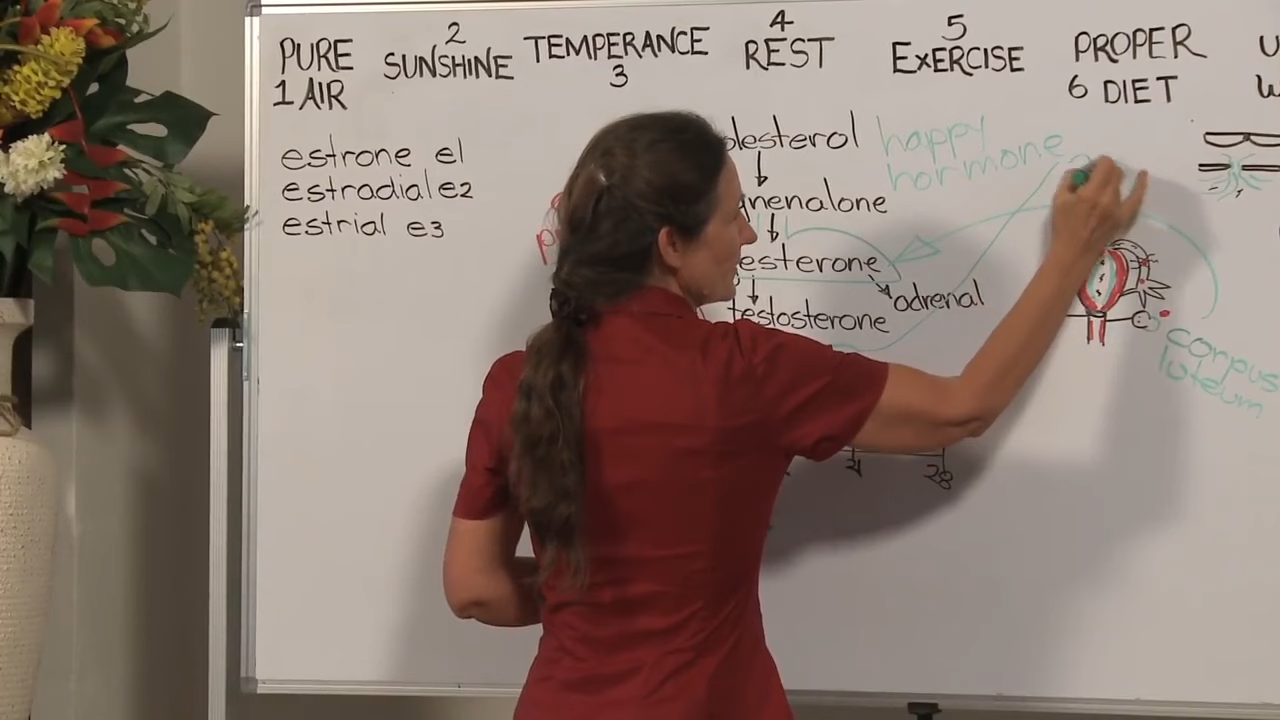 PURE
1 AIR
2
SUNSHINE
TEMPERANCE
3
4
REST
5
EXERCISE
PROPER
6 DIET
estrone e1
estradial e2
estrial e3
olesterol
nenalone
esterone
testosterone
adrenal
happy
hormone
corpus
luteum
21
28